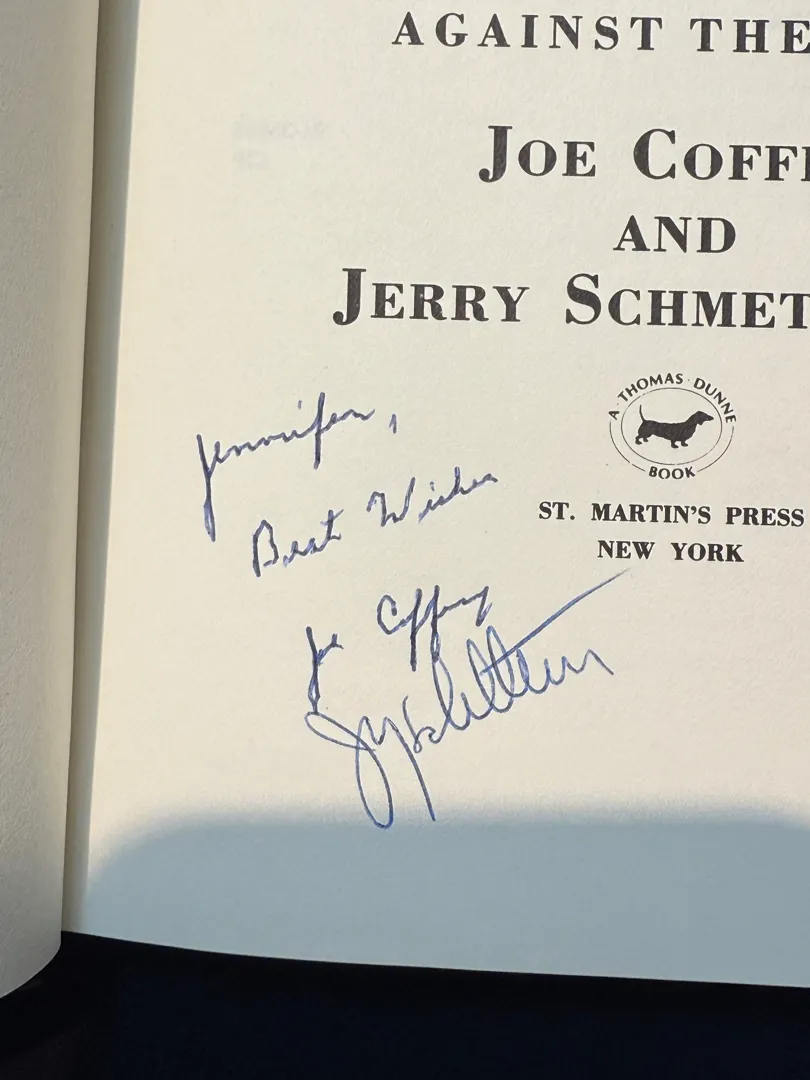 AGAINST THE
JOE COFF
AND
JERRY SCHMET
A · THOMAS · DUNNE
BOOK
ST. MARTIN'S PRESS
NEW YORK
Jennifer,
Best Wishes
Joe Coffey